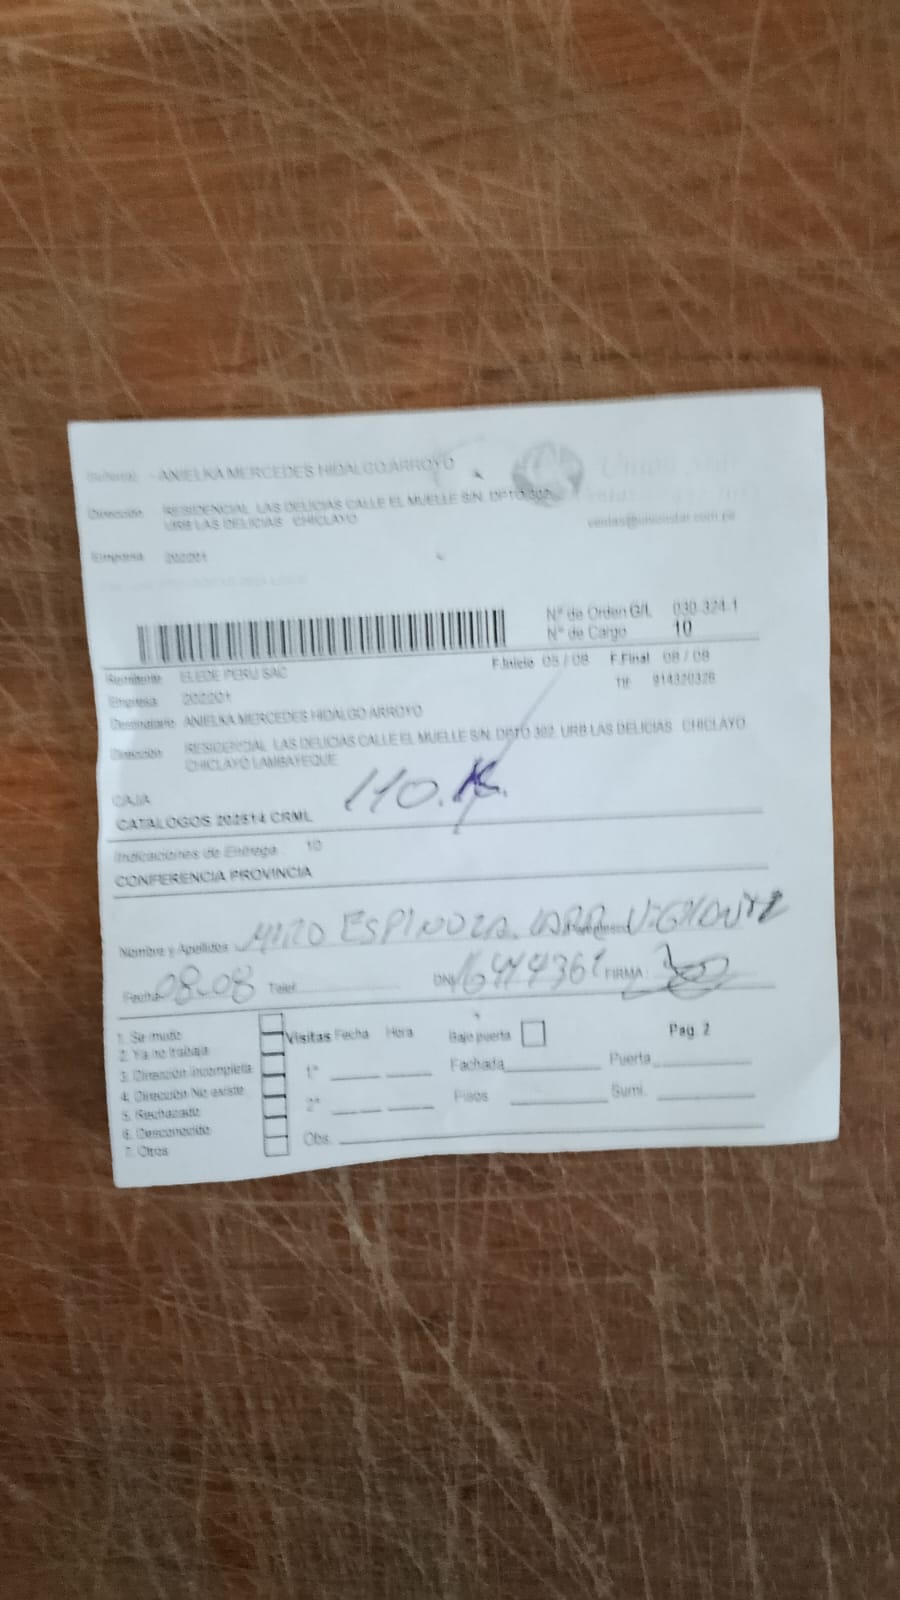 Señor(a): ANIELKA MERCEDES HIDALGO ARROYO
Dirección RESIDENCIAL LAS DELICIAS CALLE EL MUELLE S/N. DPTO 302
URB LAS DELICIAS CHICLAYO
ventas@unionstar.com.pe
Empresa 202201
Nº de Orden G/L 030-324-1
Nº de Cargo 10
Remitente ELEDE PERU SAC
F.Inicio 05 / 08 F.Final 08 / 08
Empresa 202201
Tlf. 914320326
Destinatario ANIELKA MERCEDES HIDALGO ARROYO
Dirección RESIDENCIAL LAS DELICIAS CALLE EL MUELLE S/N. DPTO 302 URB LAS DELICIAS CHICLAYO
CHICLAYO LAMBAYEQUE
CAJA
110.
CATALOGOS 202514 CRML
Indicaciones de Entrega 10
CONFERENCIA PROVINCIA
Nombre y Apellidos ESPINOZA
Fecha 08-08 Telef. DNI FIRMA
1. Se mudo
2. Ya no trabaja
3. Dirección incompleta
4. Dirección No existe
5. Rechazado
6. Desconocido
7. Otros
Visitas Fecha Hora Bajo puerta Pag. 2
1° Fachada Puerta
2° Pisos Sumi.
Obs.